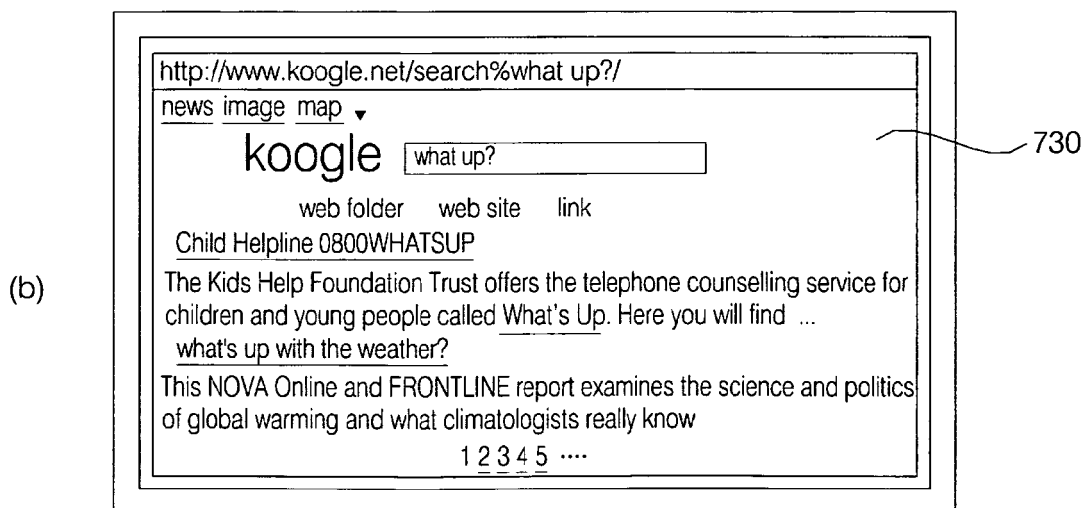 http://www.koogle.net/search%what up?/
news image map ▼
koogle what up?
web folder web site link
Child Helpline 0800WHATSUP
The Kids Help Foundation Trust offers the telephone counselling service for
children and young people called What's Up. Here you will find ...
what's up with the weather?
This NOVA Online and FRONTLINE report examines the science and politics
of global warming and what climatologists really know
1 2 3 4 5 ....
730
(b)